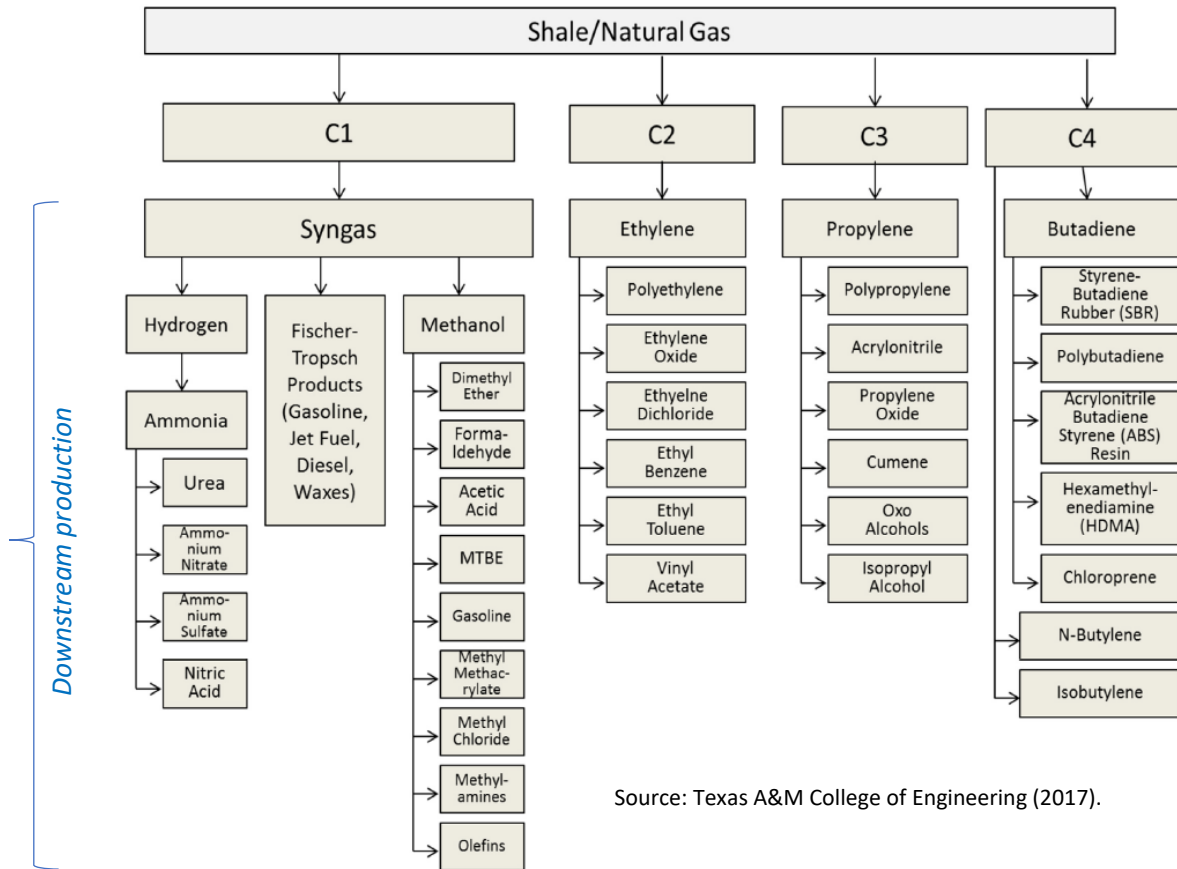 Shale/Natural Gas
C1
C2
C3
C4
Syngas
Ethylene
Propylene
Butadiene
Hydrogen
Fischer-
Tropsch
Products
(Gasoline,
Jet Fuel,
Diesel,
Waxes)
Methanol
Ammonia
Urea
Ammo-
nium
Nitrate
Ammo-
nium
Sulfate
Nitric
Acid
Dimethyl
Ether
Forma-
ldehyde
Acetic
Acid
MTBE
Gasoline
Methyl
Methac-
rylate
Methyl
Chloride
Methyl-
amines
Olefins
Polyethylene
Ethylene
Oxide
Ethyelne
Dichloride
Ethyl
Benzene
Ethyl
Toluene
Vinyl
Acetate
Polypropylene
Acrylonitrile
Propylene
Oxide
Cumene
Oxo
Alcohols
Isopropyl
Alcohol
Styrene-
Butadiene
Rubber (SBR)
Polybutadiene
Acrylonitrile
Butadiene
Styrene (ABS)
Resin
Hexamethyl-
enediamine
(HDMA)
Chloroprene
N-Butylene
Isobutylene
Downstream production
Source: Texas A&M College of Engineering (2017).